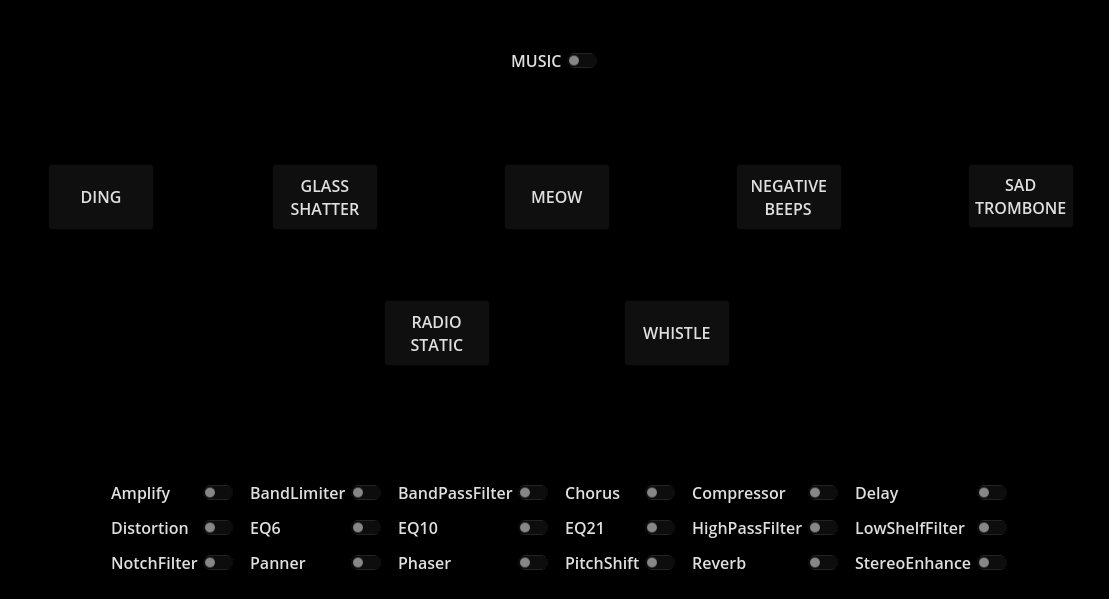 MUSIC
DING
GLASS
SHATTER
MEOW
NEGATIVE
BEEPS
SAD
TROMBONE
RADIO
STATIC
WHISTLE
Amplify BandLimiter BandPassFilter Chorus Compressor Delay
Distortion EQ6 EQ10 EQ21 HighPassFilter LowShelfFilter
NotchFilter Panner Phaser PitchShift Reverb StereoEnhance